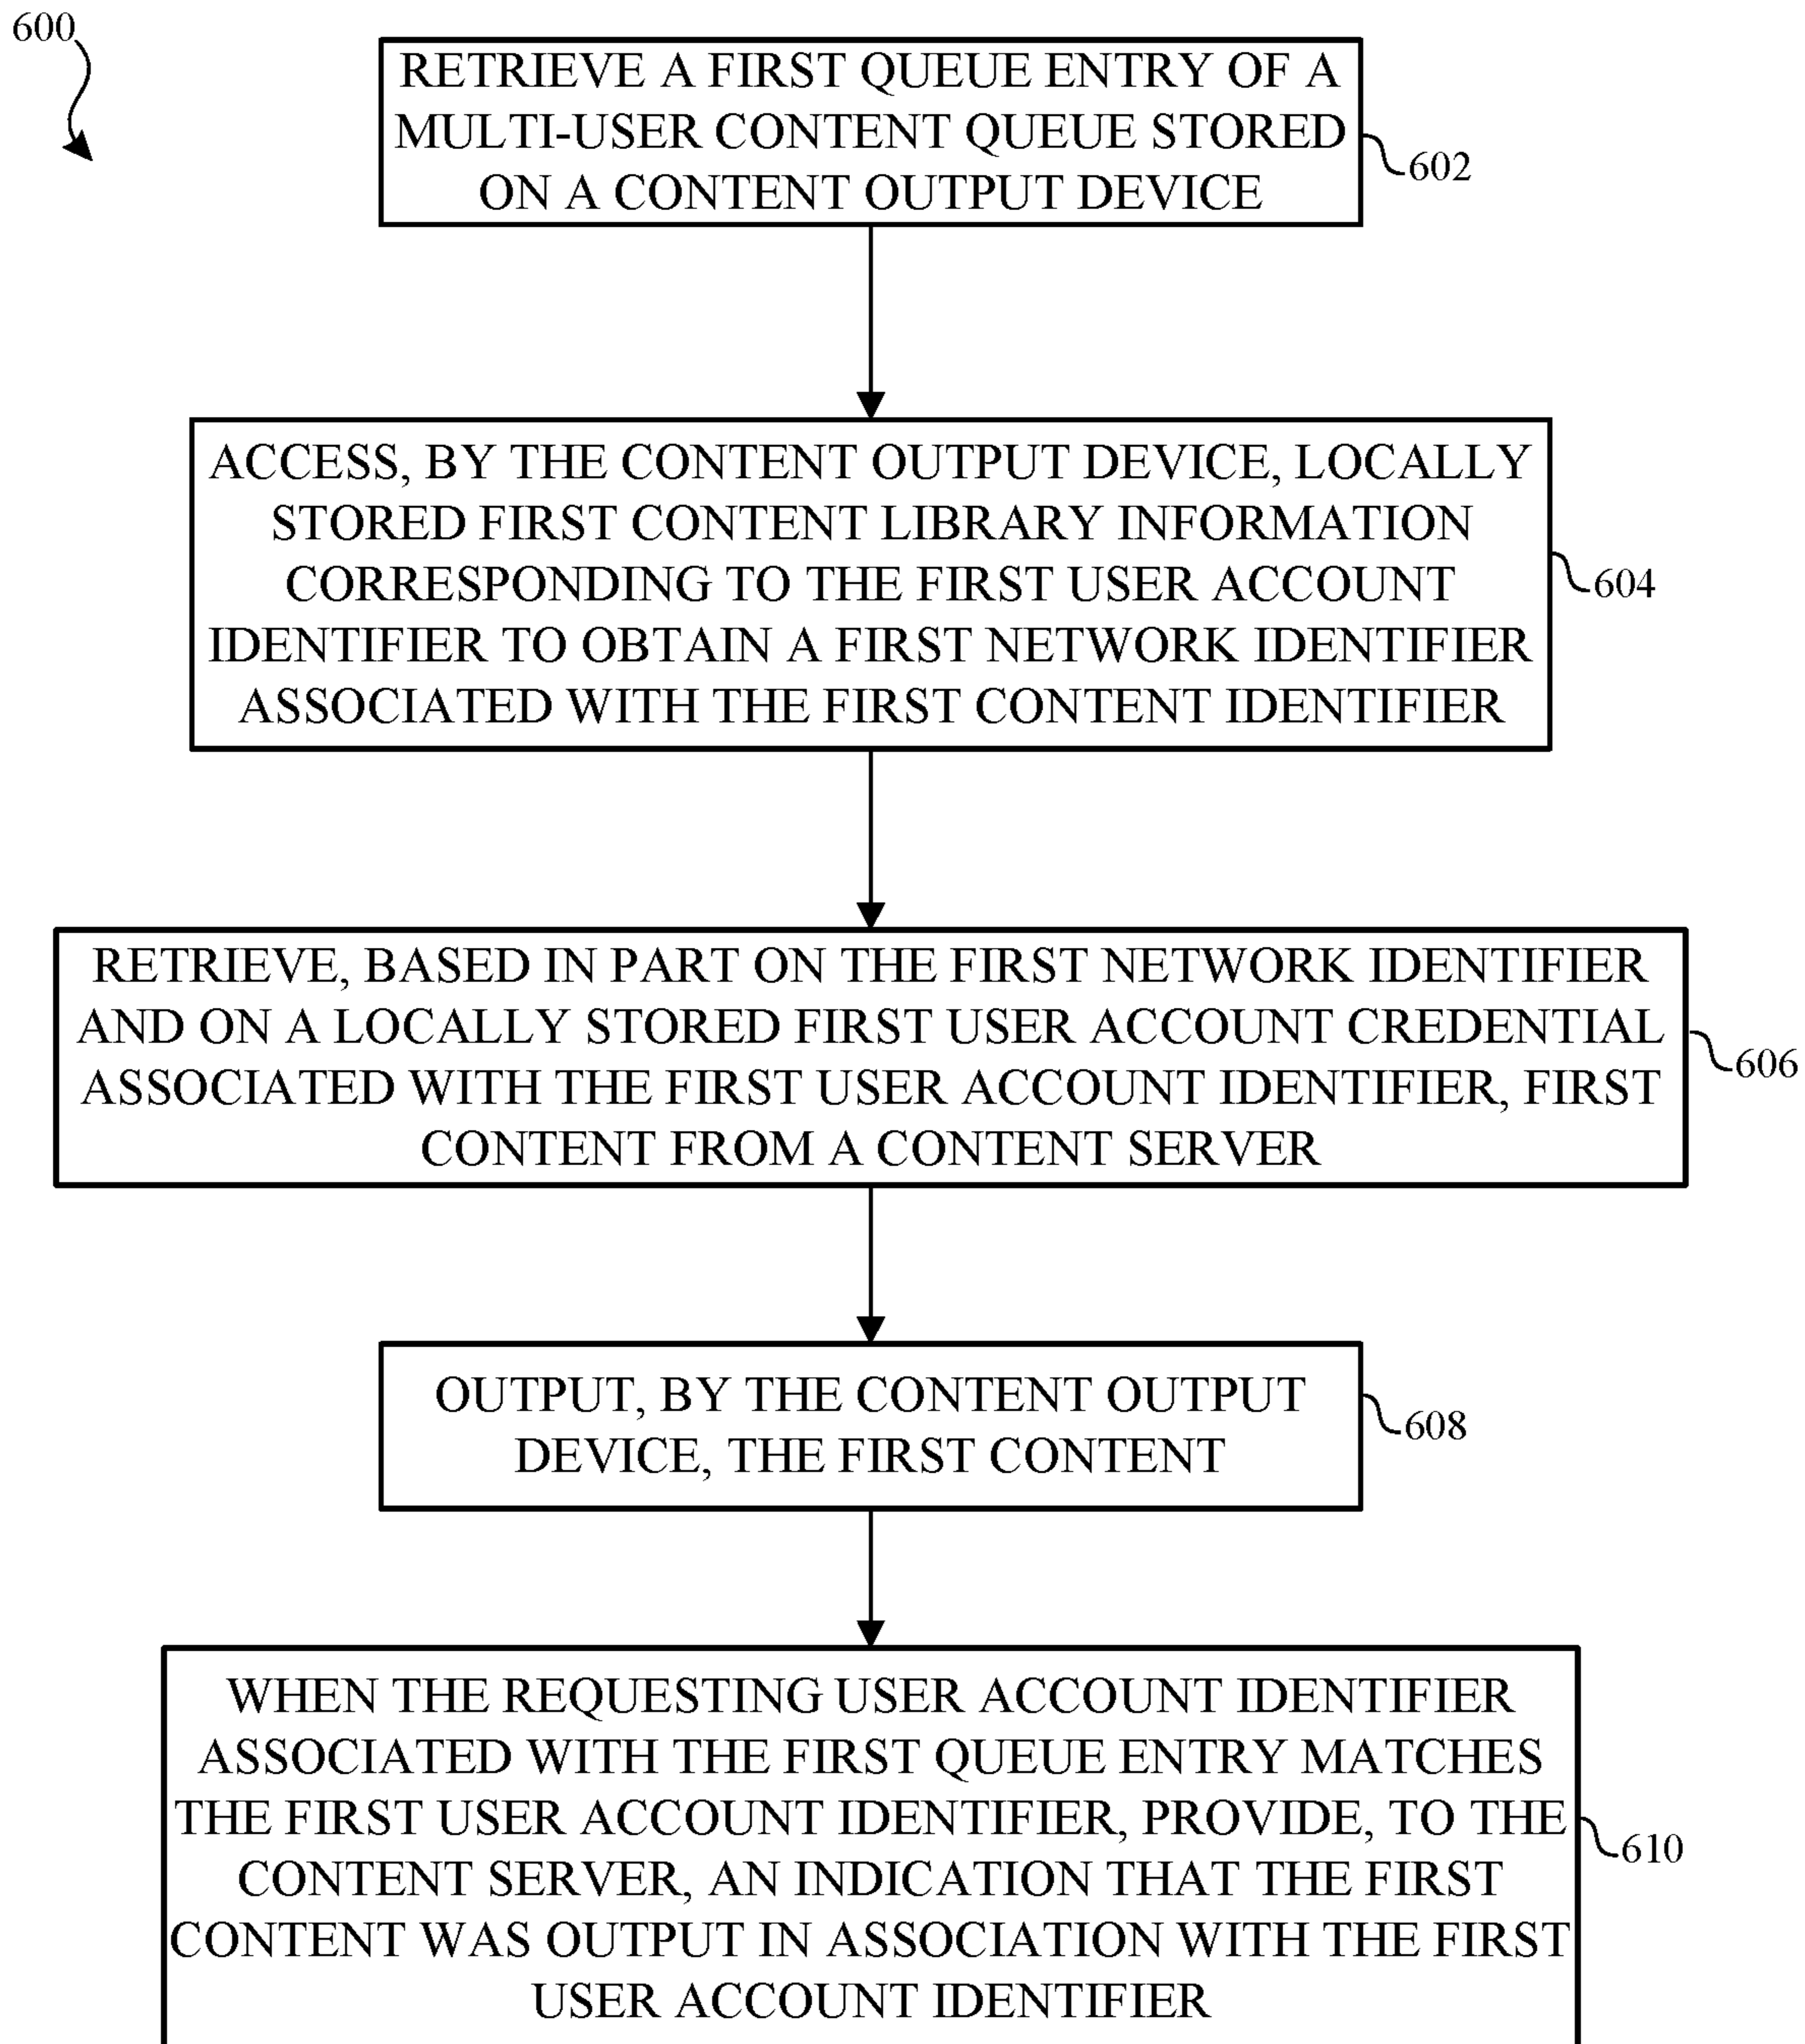 600
RETRIEVE A FIRST QUEUE ENTRY OF A
MULTI-USER CONTENT QUEUE STORED
ON A CONTENT OUTPUT DEVICE
602
ACCESS, BY THE CONTENT OUTPUT DEVICE, LOCALLY
STORED FIRST CONTENT LIBRARY INFORMATION
CORRESPONDING TO THE FIRST USER ACCOUNT
IDENTIFIER TO OBTAIN A FIRST NETWORK IDENTIFIER
ASSOCIATED WITH THE FIRST CONTENT IDENTIFIER
604
RETRIEVE, BASED IN PART ON THE FIRST NETWORK IDENTIFIER
AND ON A LOCALLY STORED FIRST USER ACCOUNT CREDENTIAL
ASSOCIATED WITH THE FIRST USER ACCOUNT IDENTIFIER, FIRST
CONTENT FROM A CONTENT SERVER
606
OUTPUT, BY THE CONTENT OUTPUT
DEVICE, THE FIRST CONTENT
608
WHEN THE REQUESTING USER ACCOUNT IDENTIFIER
ASSOCIATED WITH THE FIRST QUEUE ENTRY MATCHES
THE FIRST USER ACCOUNT IDENTIFIER, PROVIDE, TO THE
CONTENT SERVER, AN INDICATION THAT THE FIRST
CONTENT WAS OUTPUT IN ASSOCIATION WITH THE FIRST
USER ACCOUNT IDENTIFIER
610